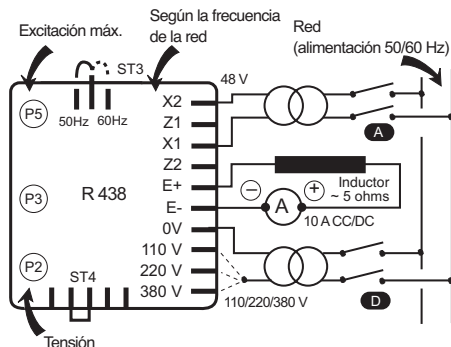 Excitación máx.
Según la frecuencia
de la red
Red
(alimentación 50/60 Hz)
ST3
48 V
P5
50Hz
60Hz
X2
Z1
X1
Z2
E+
E-
0V
110 V
220 V
380 V
A
P3
R 438
Inductor
~ 5 ohms
− A +
10 A CC/DC
P2
ST4
110/220/380 V
D
Tensión